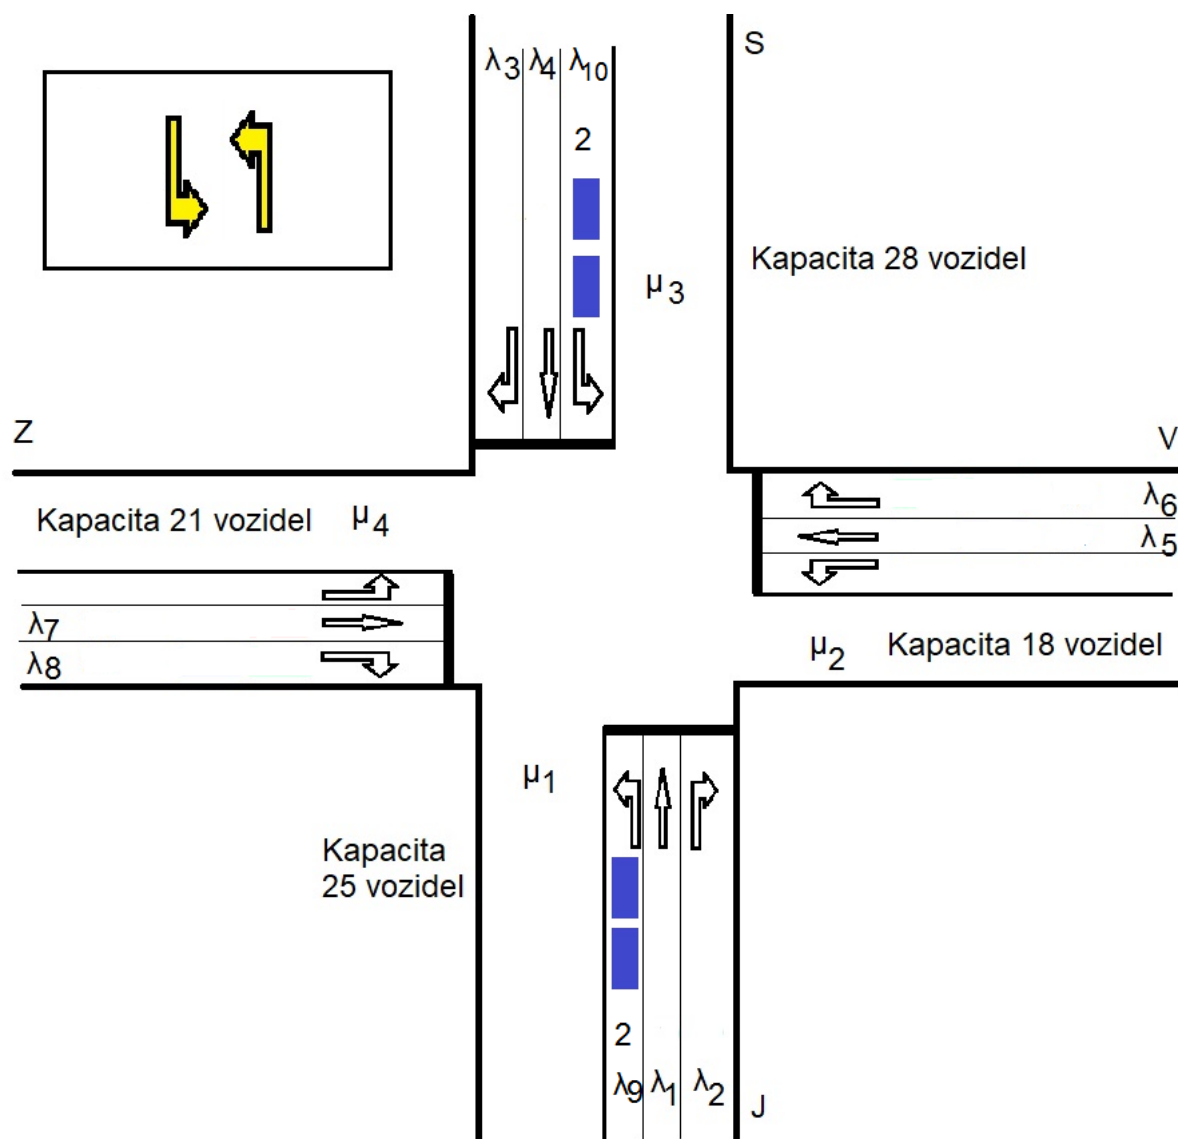 S
λ3 λ4 λ10
2
Kapacita 28 vozidel
μ3
Z
V
λ6
Kapacita 21 vozidel μ4
λ5
λ7
μ2 Kapacita 18 vozidel
λ8
μ1
Kapacita
25 vozidel
2
λ9 λ1 λ2
J